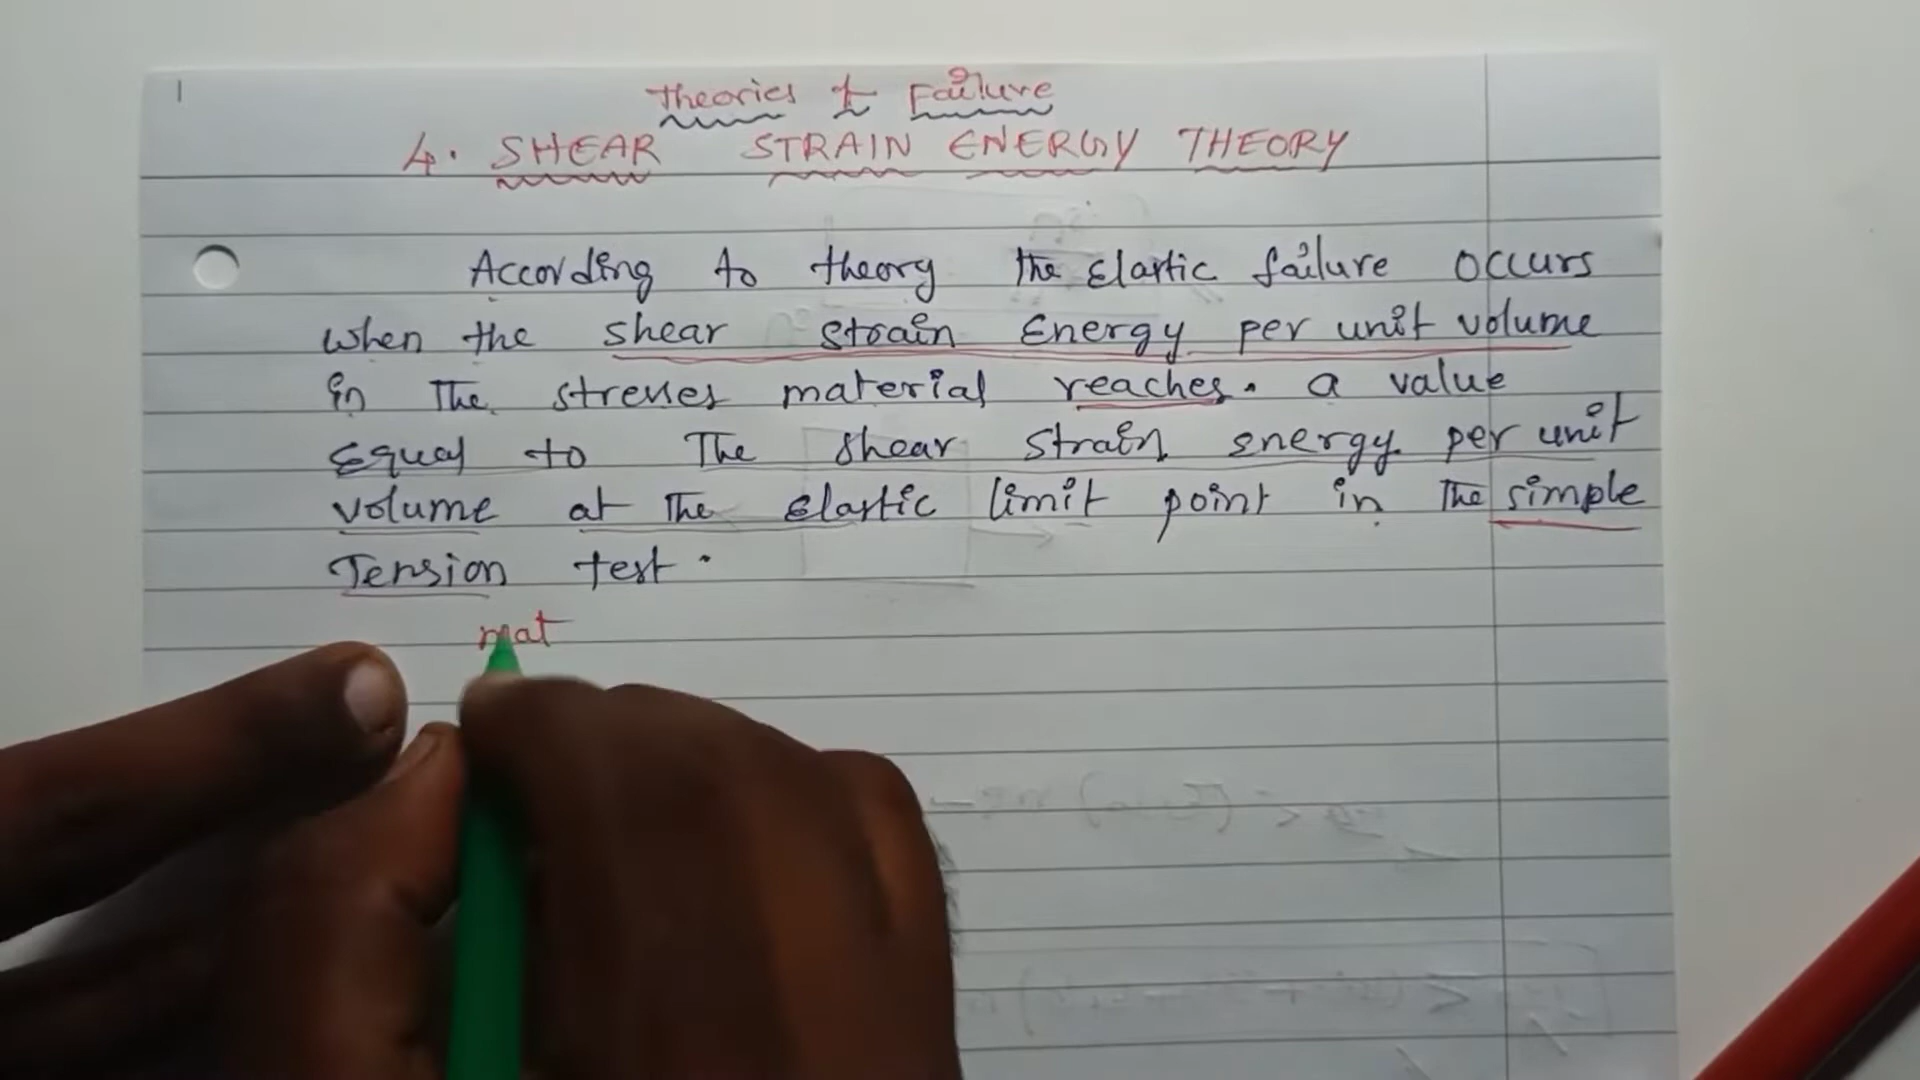 Theories of Failure
4. SHEAR STRAIN ENERGY THEORY
According to theory the Elastic failure occurs
when the shear strain Energy per unit volume
in The stresses material reaches. a value
Equal to The shear strain energy per unit
volume at The Elastic limit point in The simple
Tension test.
mat